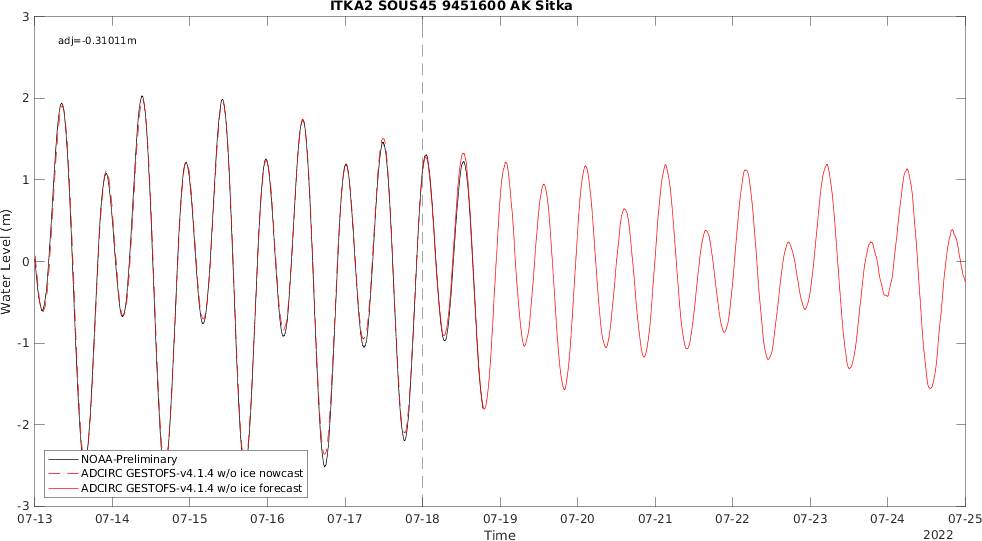 ITKA2 SOUS45 9451600 AK Sitka
adj=-0.31011m
3
2
1
0
-1
-2
-3
Water Level (m)
NOAA-Preliminary
ADCIRC GESTOFS-v4.1.4 w/o ice nowcast
ADCIRC GESTOFS-v4.1.4 w/o ice forecast
07-13 07-14 07-15 07-16 07-17 07-18 07-19 07-20 07-21 07-22 07-23 07-24 07-25
Time
2022